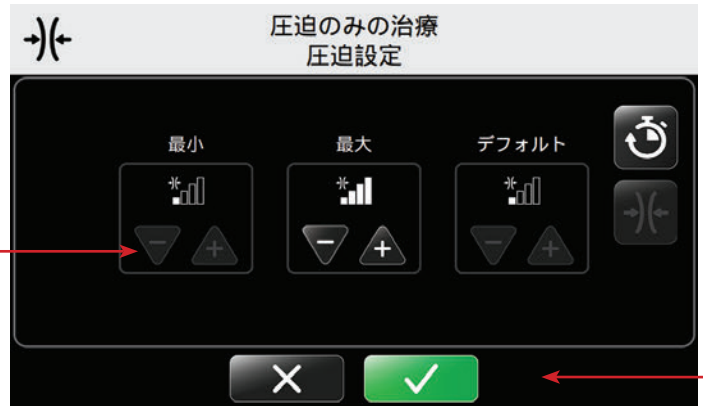 圧迫のみの治療
圧迫設定
最小
最大
デフォルト